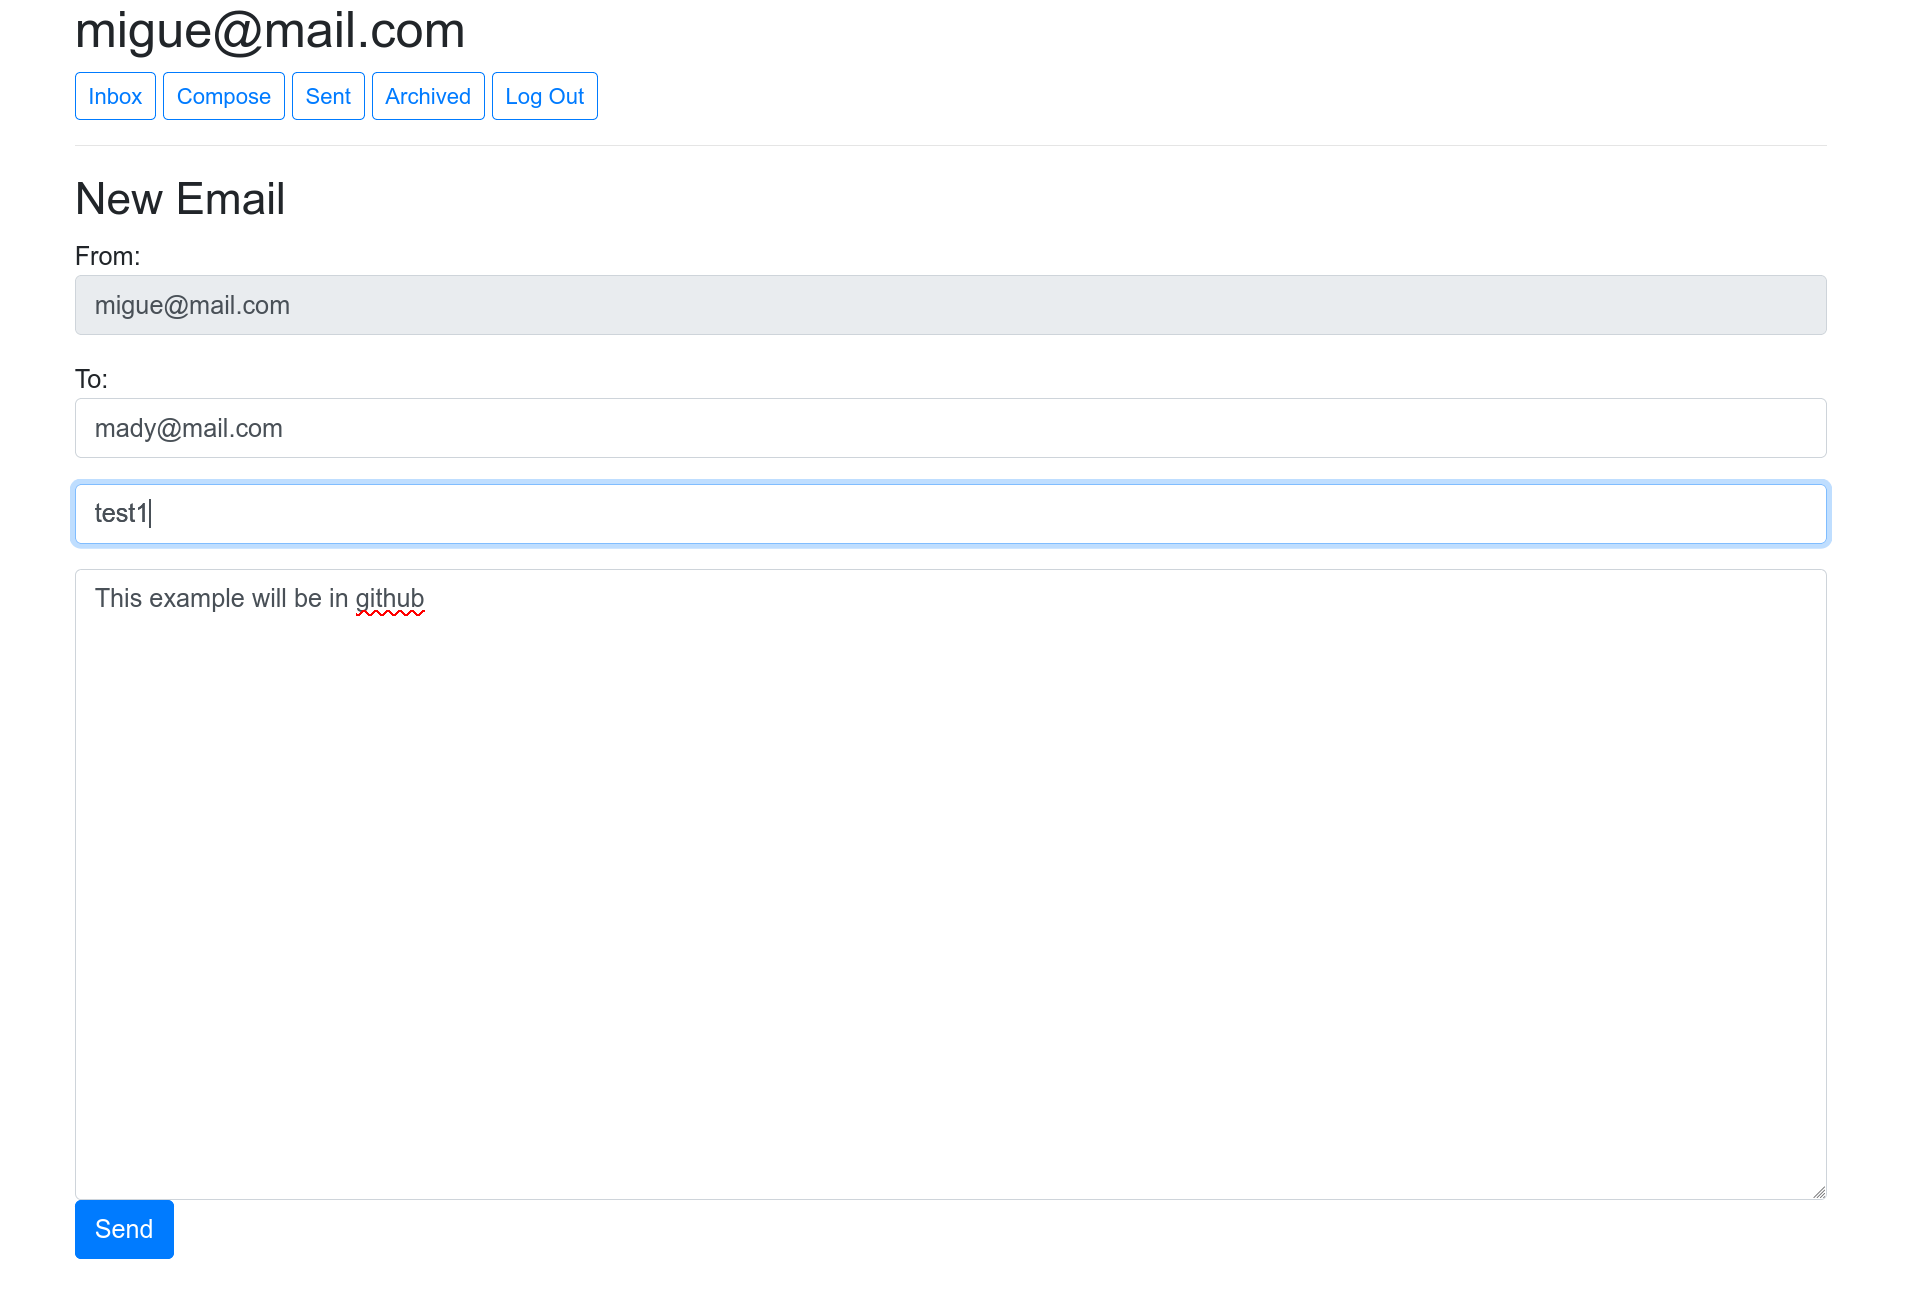 migue@mail.com
Inbox Compose Sent Archived Log Out
New Email
From:
migue@mail.com
To:
mady@mail.com
test1
This example will be in github
Send